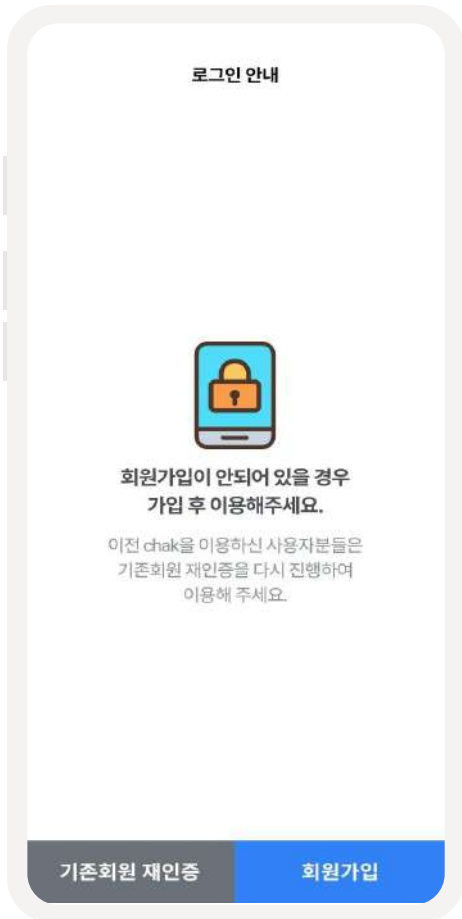 로그인 안내
회원가입이 안되어 있을 경우
가입 후 이용해주세요.
이전 chak을 이용하신 사용자분들은
기존회원 재인증을 다시 진행하여
이용해 주세요.
기존회원 재인증
회원가입